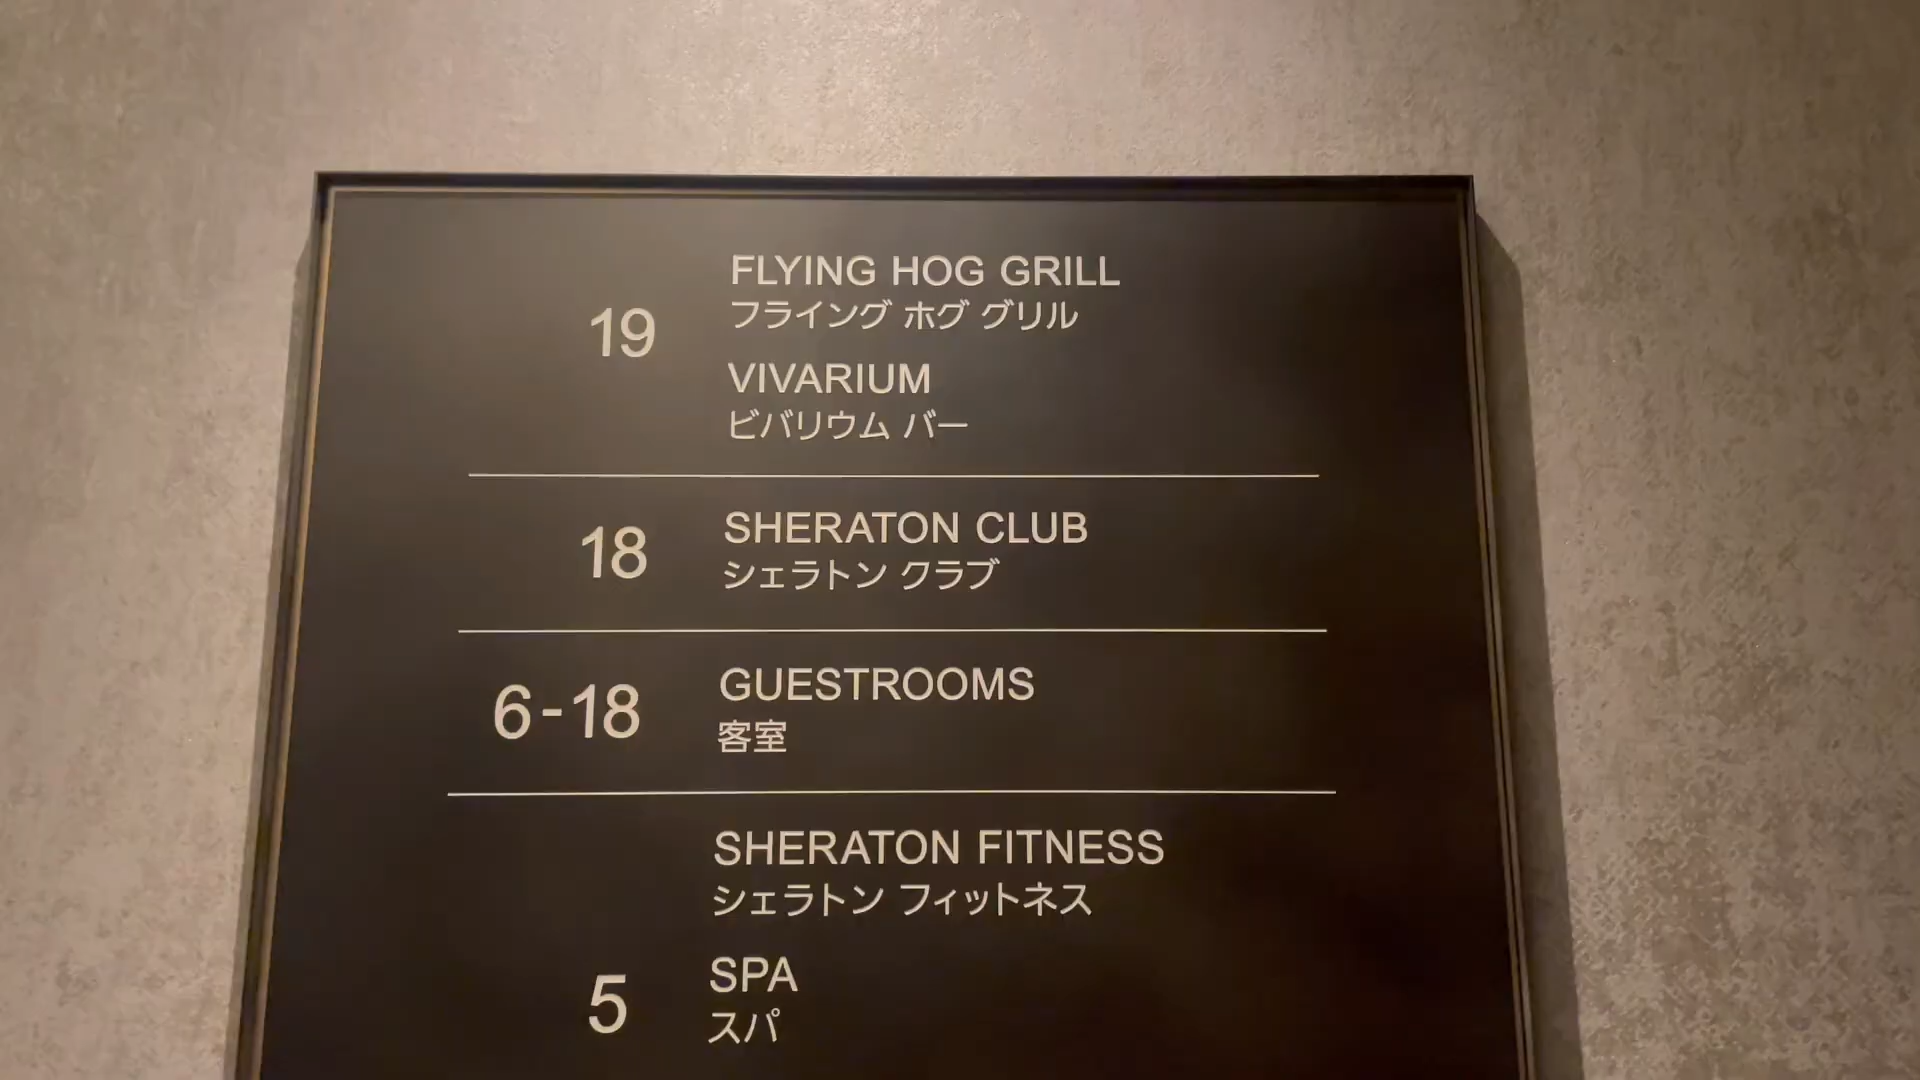 19
FLYING HOG GRILL
フライング ホグ グリル
VIVARIUM
ビバリウム バー
18
SHERATON CLUB
シェラトン クラブ
6-18
GUESTROOMS
客室
5
SHERATON FITNESS
シェラトン フィットネス
SPA
スパ